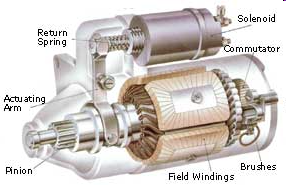 Solenoid
Return
Spring
Commutator
Actuating
Arm
Pinion
Field Windings
Brushes